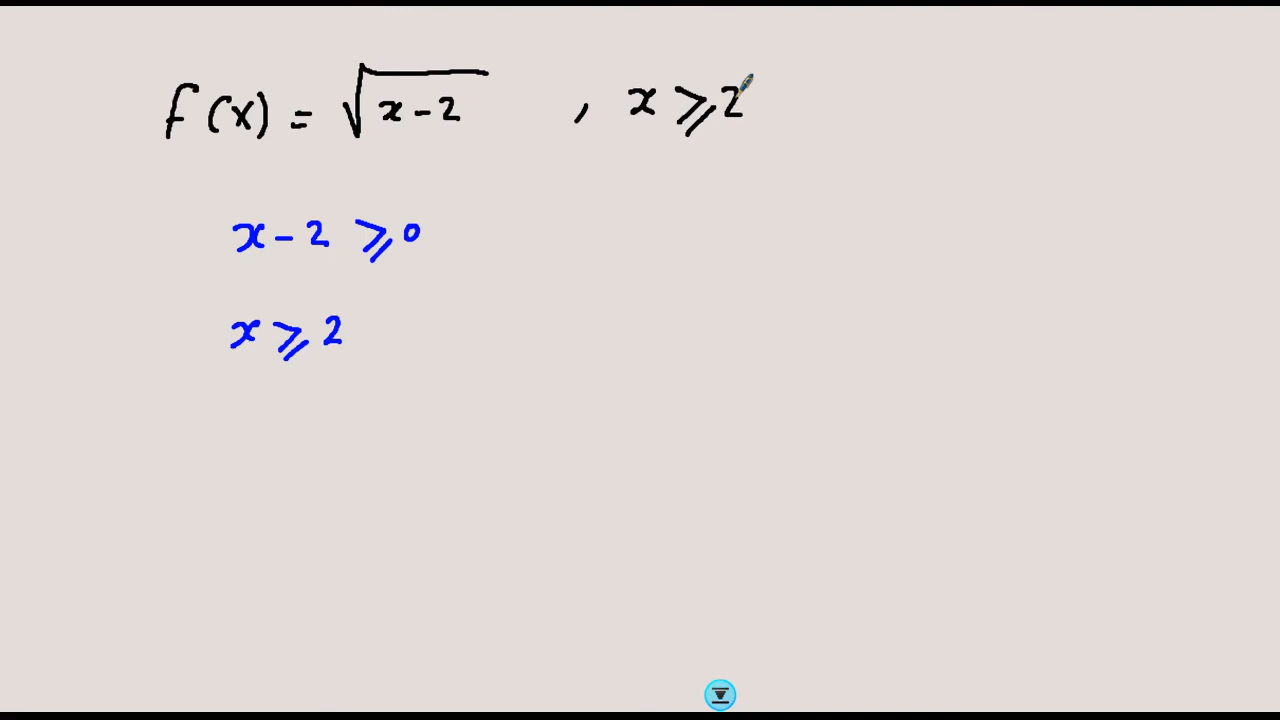 f(x) = √(x-2) , x ⩾ 2
x - 2 ⩾ 0
x ⩾ 2